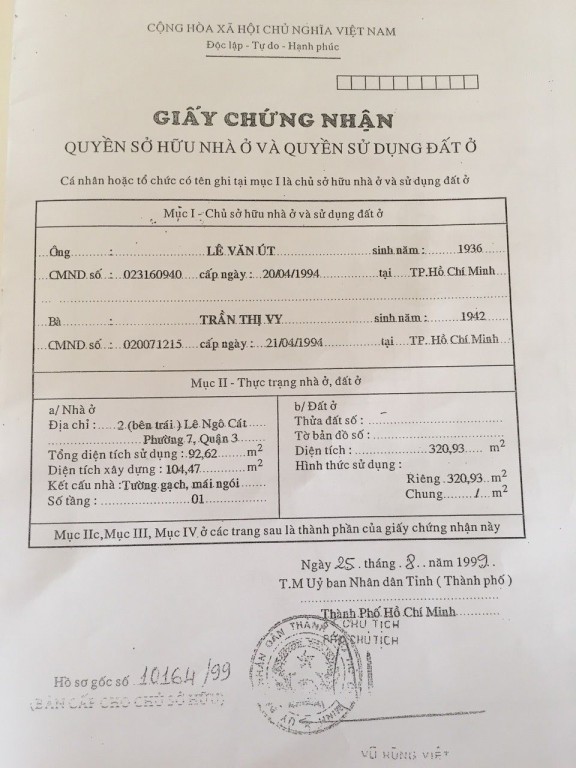 CỘNG HÒA XÃ HỘI CHỦ NGHĨA VIỆT NAM
Độc lập - Tự do - Hạnh phúc
GIẤY CHỨNG NHẬN
QUYỀN SỞ HỮU NHÀ Ở VÀ QUYỀN SỬ DỤNG ĐẤT Ở
Cá nhân hoặc tổ chức có tên ghi tại mục I là chủ sở hữu nhà ở và sử dụng đất ở
Mục I - Chủ sở hữu nhà ở và sử dụng đất ở
Ông : LÊ VĂN ÚT sinh năm : 1936
CMND số : 023160940 cấp ngày : 20/04/1994 tại TP.Hồ Chí Minh
Bà : TRẦN THỊ VY sinh năm : 1942
CMND số : 020071215 cấp ngày : 21/04/1994 tại TP. Hồ Chí Minh
Mục II - Thực trạng nhà ở, đất ở
a/ Nhà ở
Địa chỉ : 2 (bên trái) Lê Ngô Cát
Phường 7, Quận 3
Tổng diện tích sử dụng : 92,62 m2
Diện tích xây dựng : 104,47 m2
Kết cấu nhà : Tường gạch, mái ngói
Số tầng : 01
b/ Đất ở
Thửa đất số :
Tờ bản đồ số :
Diện tích : 320,93 m2
Hình thức sử dụng :
Riêng 320,93 m2
Chung / m2
Mục IIc, Mục III, Mục IV ở các trang sau là thành phần của giấy chứng nhận này
Ngày 25 tháng 8 năm 1999
T.M Uỷ ban Nhân dân Tỉnh ( Thành phố )
Thành Phố Hồ Chí Minh
CHỦ TỊCH
PHÓ CHỦ TỊCH
Hồ sơ gốc số 10164/99
(BẢN CẤP CHO CHỦ SỞ HỮU)
VŨ HÙNG VIỆT